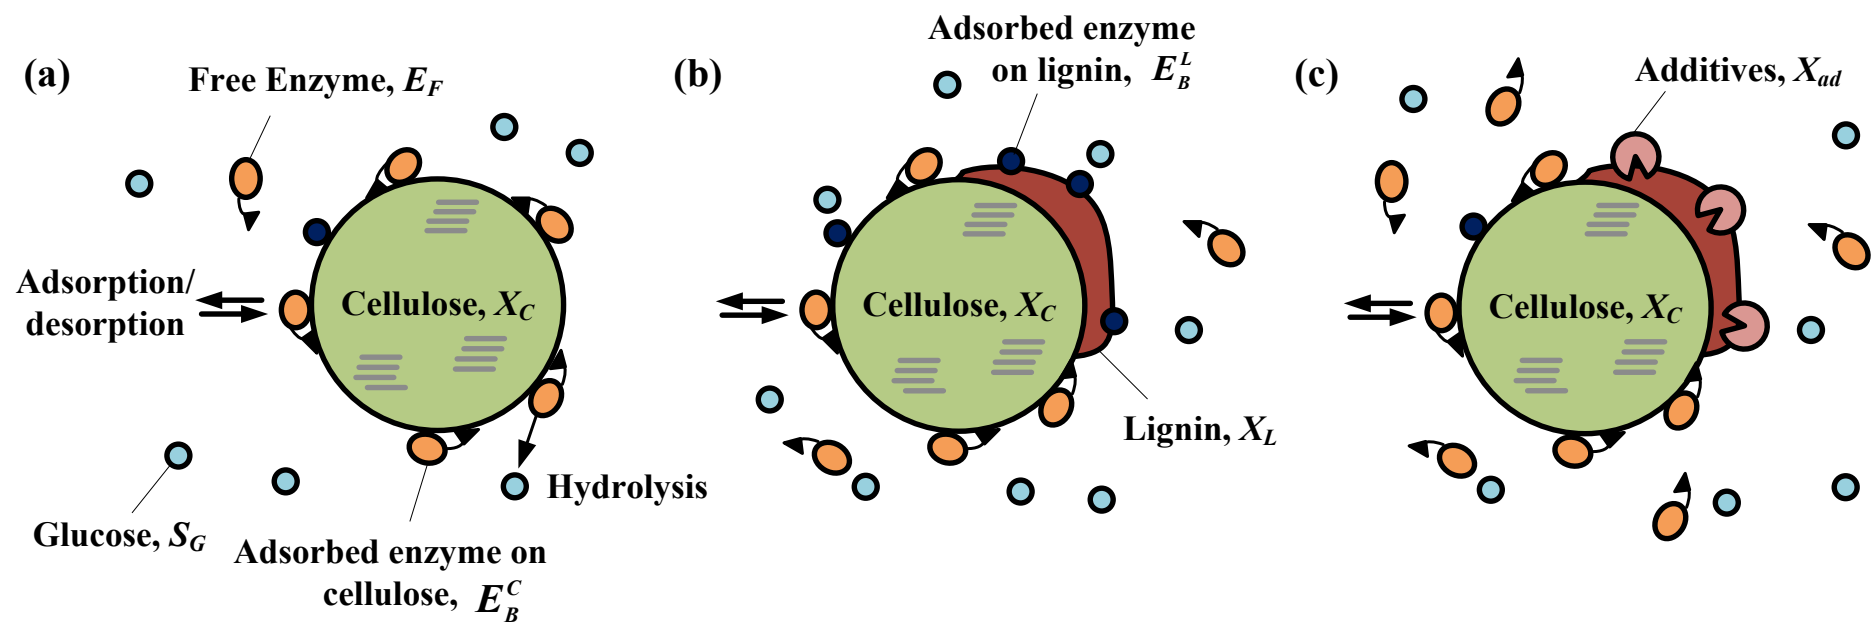 (a)
Free Enzyme, E_F
Adsorption/
desorption
Cellulose, X_C
Glucose, S_G
Hydrolysis
Adsorbed enzyme on
cellulose, E_B^C
(b)
Adsorbed enzyme
on lignin, E_B^L
Cellulose, X_C
Lignin, X_L
(c)
Additives, X_ad
Cellulose, X_C